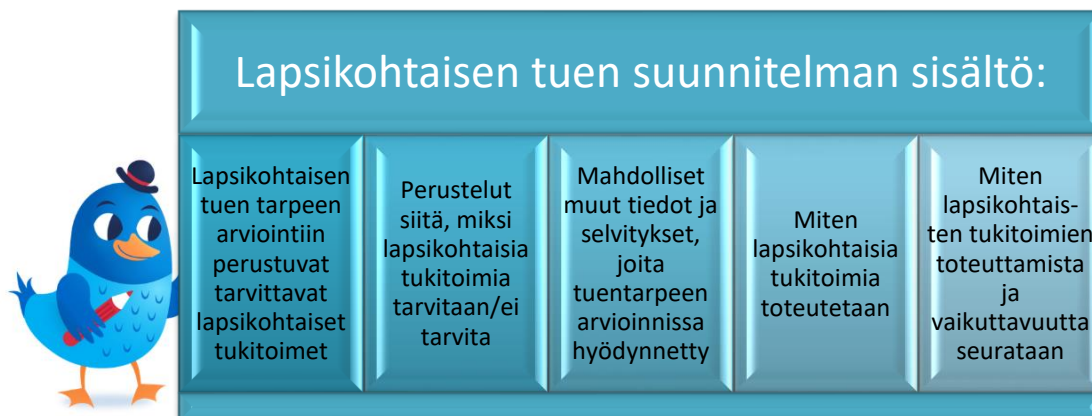 Lapsikohtaisen tuen suunnitelman sisältö:
Lapsikohtaisen
tuen tarpeen
arviointiin
perustuvat
tarvittavat
lapsikohtaiset
tukitoimet
Perustelut
siitä, miksi
lapsikohtaisia
tukitoimia
tarvitaan/ei
tarvita
Mahdolliset
muut tiedot ja
selvitykset,
joita
tuentarpeen
arvioinnissa
hyödynnetty
Miten
lapsikohtaisia
tukitoimia
toteutetaan
Miten
lapsikohtais-
ten tukitoimien
toteuttamista
ja
vaikuttavuutta
seurataan